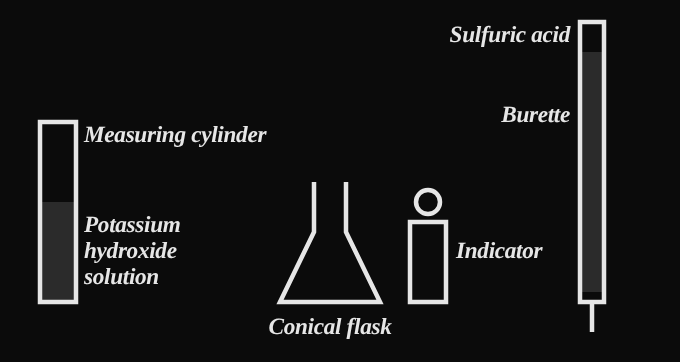 Sulfuric acid
Burette
Measuring cylinder
Potassium
hydroxide
solution
Indicator
Conical flask